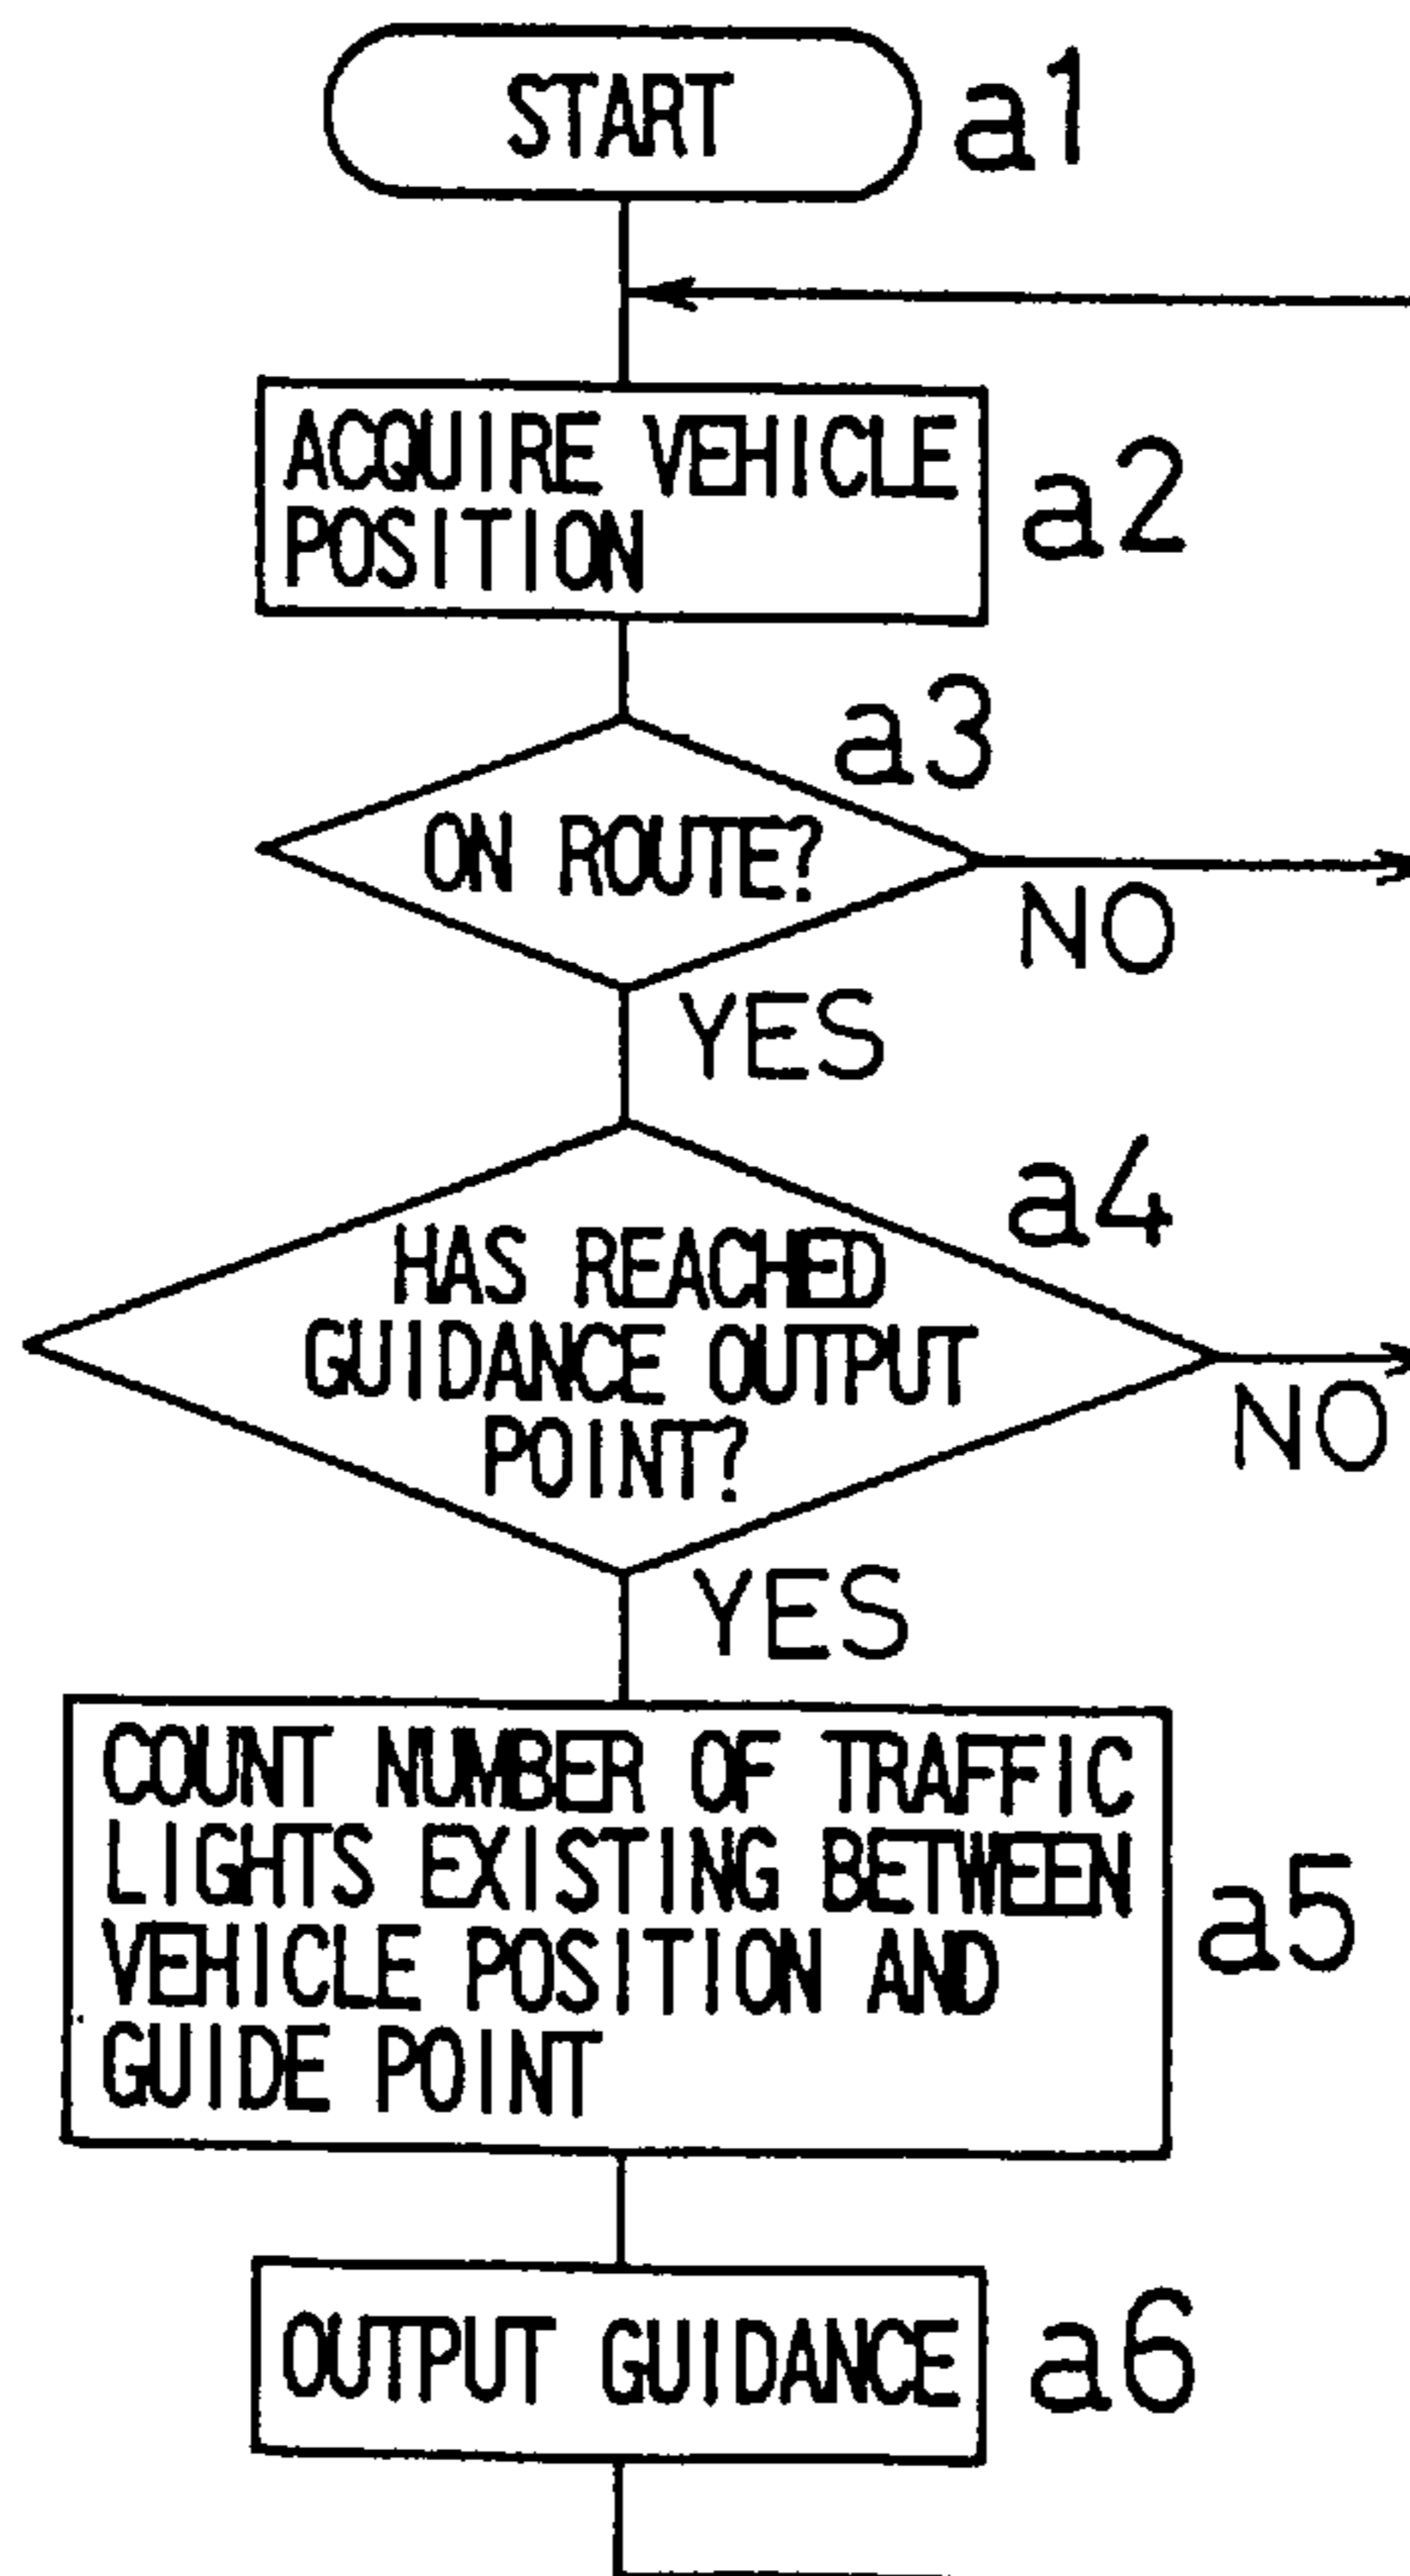 START a1
ACQUIRE VEHICLE
POSITION
a2
a3
ON ROUTE?
NO
YES
a4
HAS REACHED
GUIDANCE OUTPUT
POINT?
NO
YES
COUNT NUMBER OF TRAFFIC
LIGHTS EXISTING BETWEEN
VEHICLE POSITION AND
GUIDE POINT
a5
OUTPUT GUIDANCE a6